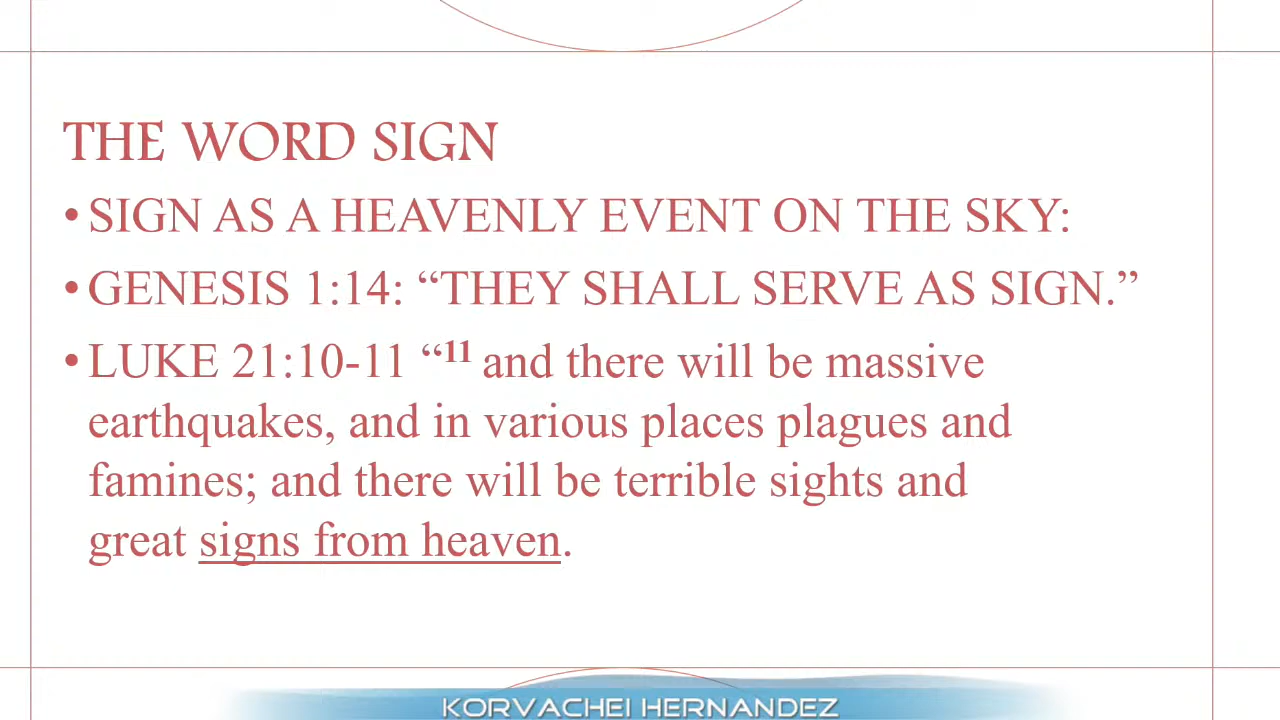 THE WORD SIGN
• SIGN AS A HEAVENLY EVENT ON THE SKY:
• GENESIS 1:14: “THEY SHALL SERVE AS SIGN.”
• LUKE 21:10-11 “11 and there will be massive
earthquakes, and in various places plagues and
famines; and there will be terrible sights and
great signs from heaven.
KORVACHEI HERNANDEZ